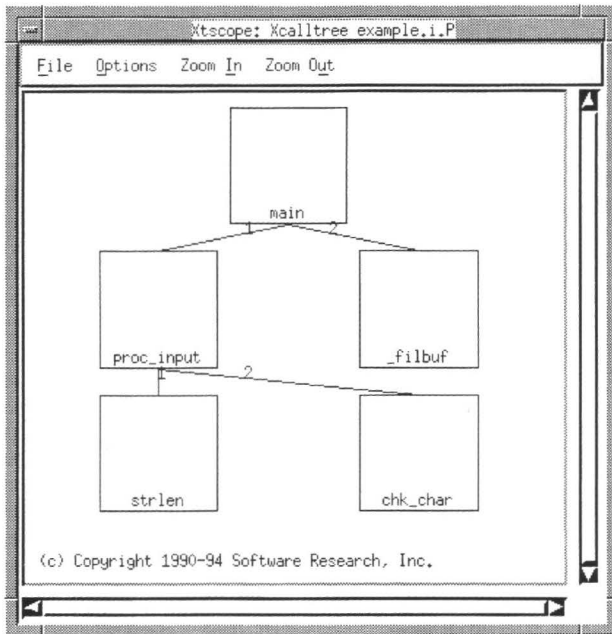 Xtscope: Xcalltree example.i.P
File Options Zoom In Zoom Out
main
1 2
proc_input _filbuf
1 2
strlen chk_char
(c) Copyright 1990-94 Software Research, Inc.